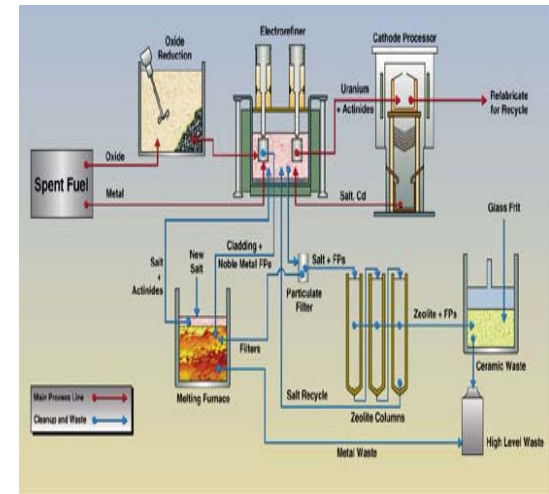 Electrorefiner
Oxide
Reduction
Cathode Processor
Uranium
+ Actinides
Refabricate
for Recycle
Oxide
Spent Fuel
Metal
Salt, Cd
Glass Frit
Salt
+
Actinides
New
Salt
Cladding +
Noble Metal FPs
Salt + FPs
Particulate
Filter
Zeolite + FPs
Filters
Ceramic Waste
Melting Furnace
Salt Recycle
Zeolite Columns
Main Process Line
Cleanup and Waste
Metal Waste
High Level Waste